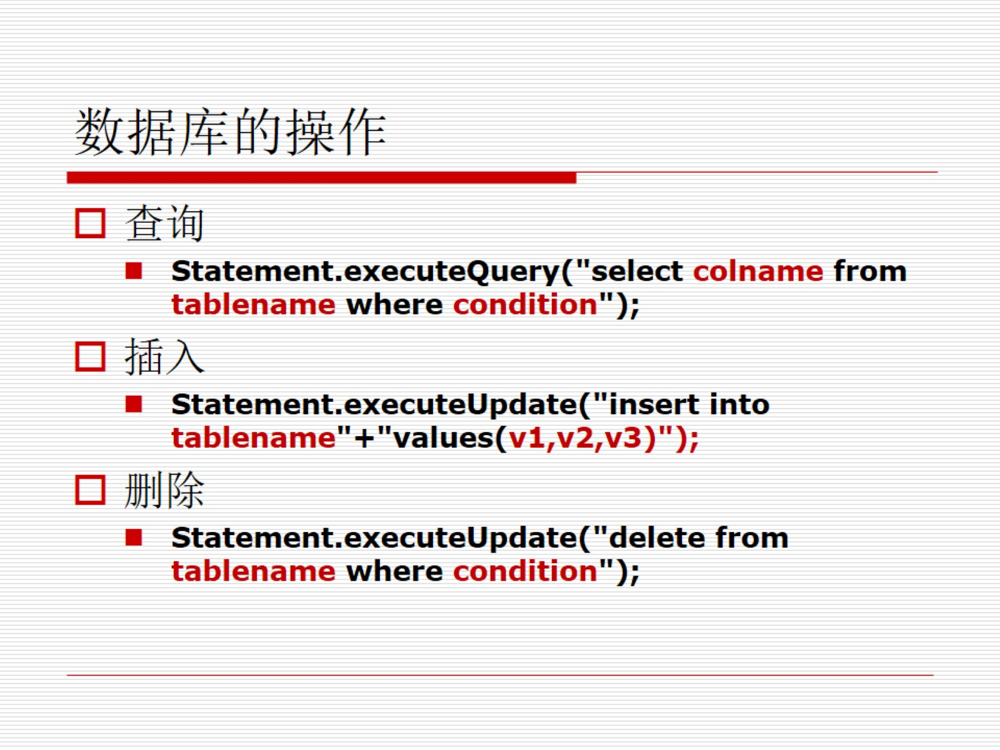 数据库的操作
查询
Statement.executeQuery("select colname from
tablename where condition");
插入
Statement.executeUpdate("insert into
tablename"+"values(v1,v2,v3)");
删除
Statement.executeUpdate("delete from
tablename where condition");